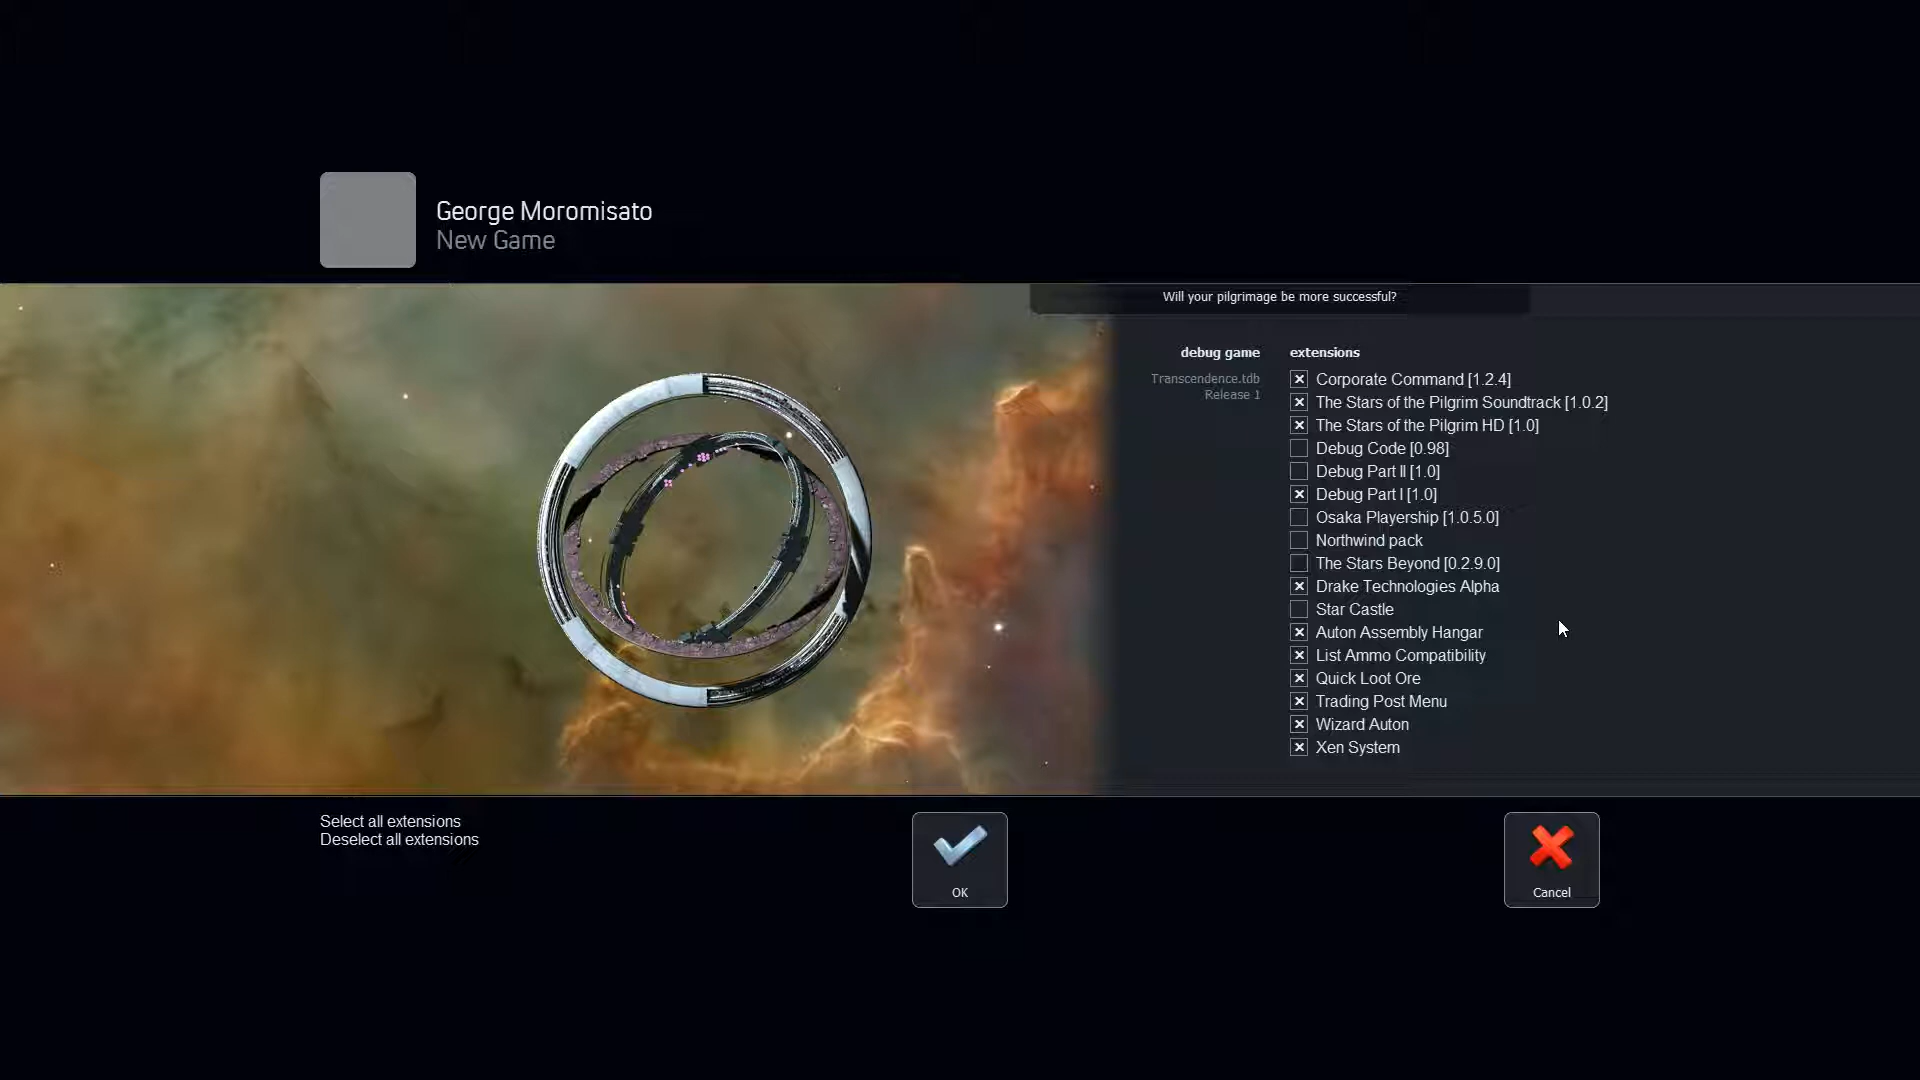 George Moromisato
New Game
Will your pilgrimage be more successful?
debug game
Transcendence.tdb
Release 1
extensions
Corporate Command [1.2.4]
The Stars of the Pilgrim Soundtrack [1.0.2]
The Stars of the Pilgrim HD [1.0]
Debug Code [0.98]
Debug Part II [1.0]
Debug Part I [1.0]
Osaka Playership [1.0.5.0]
Northwind pack
The Stars Beyond [0.2.9.0]
Drake Technologies Alpha
Star Castle
Auton Assembly Hangar
List Ammo Compatibility
Quick Loot Ore
Trading Post Menu
Wizard Auton
Xen System
Select all extensions
Deselect all extensions
OK
Cancel